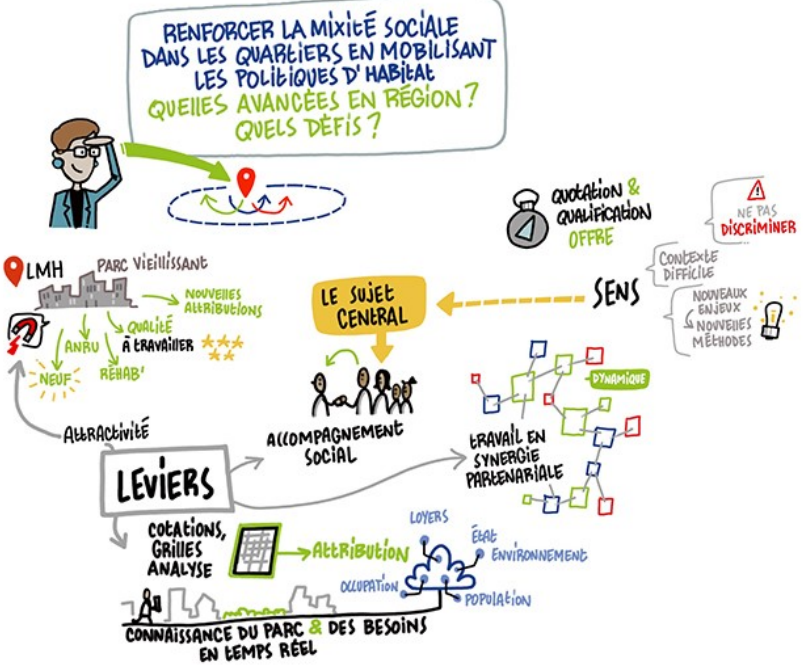 RENFORCER LA MIXITÉ SOCIALE
DANS LES QUARTIERS EN MOBILISANT
LES POLITIQUES D'HABITAT
QUELLES AVANCÉES EN RÉGION ?
QUELS DÉFIS ?
QUOTATION &
QUALIFICATION
OFFRE
NE PAS
DISCRIMINER
CONTEXTE
DIFFICILE
SENS
NOUVEAUX
ENJEUX
NOUVELLES
MÉTHODES
LMH
PARC VIEILLISSANT
NOUVELLES
ATTRIBUTIONS
QUALITÉ
À TRAVAILLER
ANRU
RÉHAB'
NEUF
LE SUJET
CENTRAL
DYNAMIQUE
ATTRACTIVITÉ
ACCOMPAGNEMENT
SOCIAL
TRAVAIL EN
SYNERGIE
PARTENARIALE
LEVIERS
COTATIONS,
GRILLES
ANALYSE
ATTRIBUTION
LOYERS
ÉTAT
ENVIRONNEMENT
OCCUPATION
POPULATION
CONNAISSANCE DU PARC & DES BESOINS
EN TEMPS RÉEL